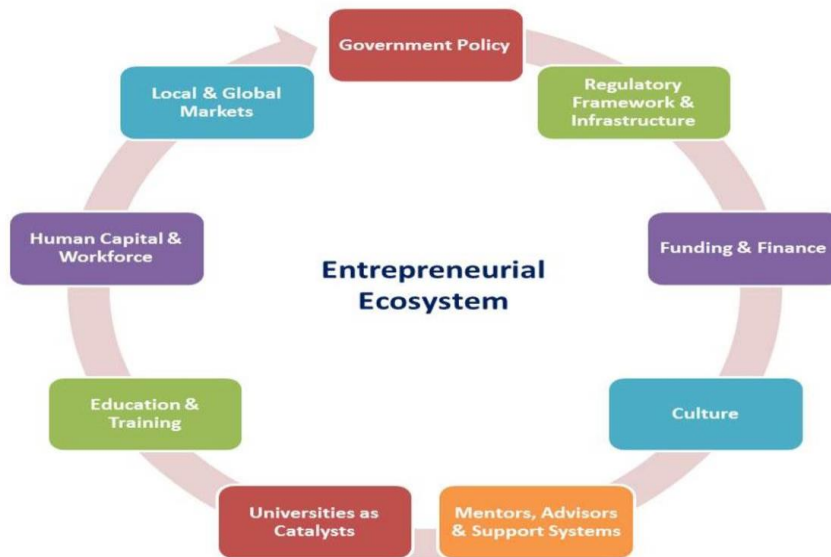 Government Policy
Regulatory
Framework &
Infrastructure
Funding & Finance
Culture
Mentors, Advisors
& Support Systems
Universities as
Catalysts
Education &
Training
Human Capital &
Workforce
Local & Global
Markets
Entrepreneurial
Ecosystem